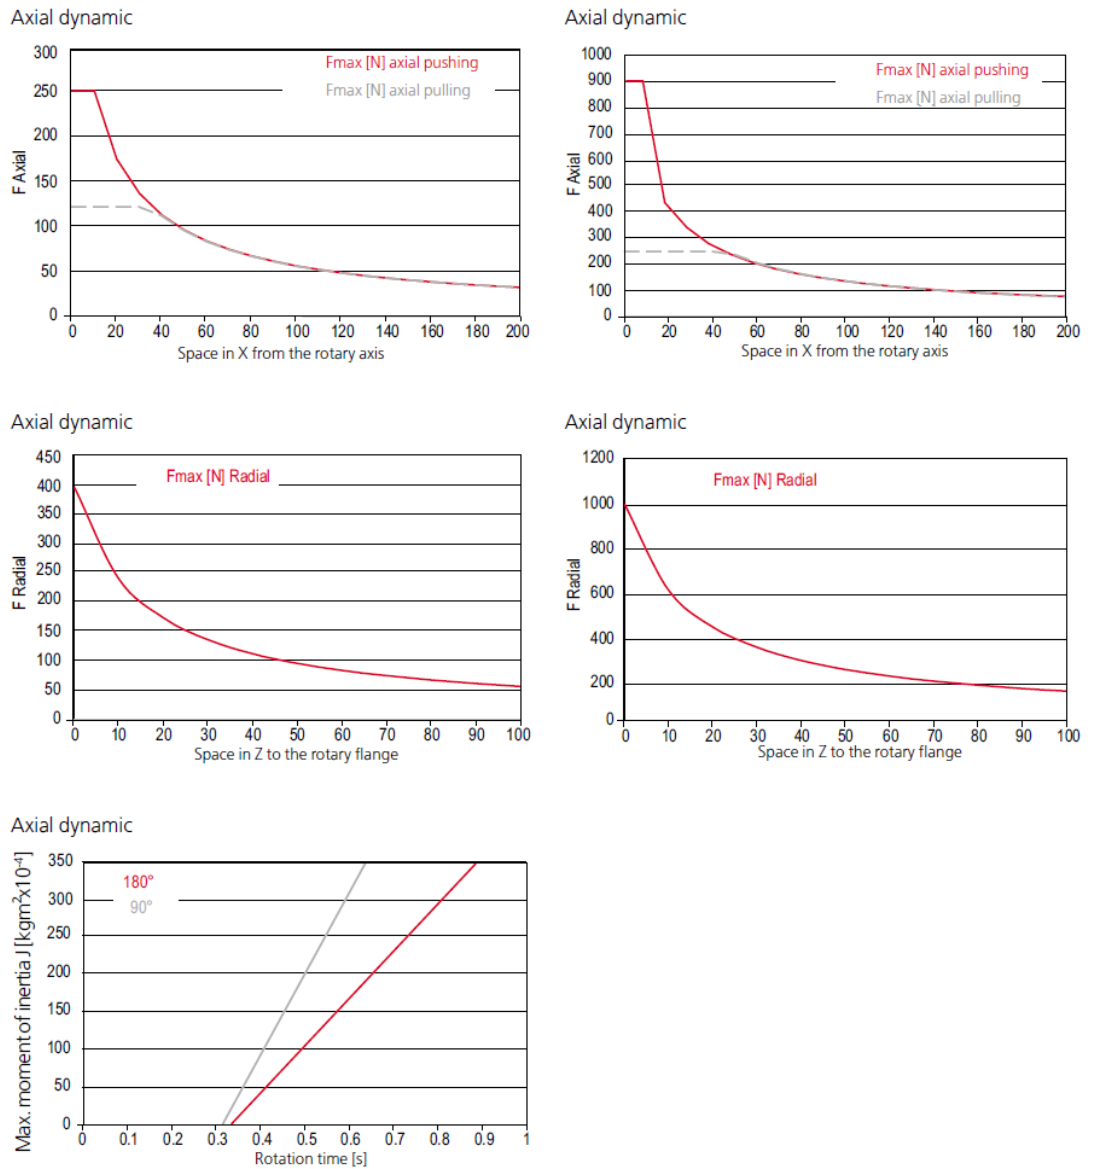 Axial dynamic
300
250
200
150
100
50
0
F Axial
Fmax [N] axial pushing
Fmax [N] axial pulling
0 20 40 60 80 100 120 140 160 180 200
Space in X from the rotary axis
Axial dynamic
1000
900
800
700
600
500
400
300
200
100
0
F Axial
Fmax [N] axial pushing
Fmax [N] axial pulling
0 20 40 60 80 100 120 140 160 180 200
Space in X from the rotary axis
Axial dynamic
450
400
350
300
250
200
150
100
50
0
F Radial
Fmax [N] Radial
0 10 20 30 40 50 60 70 80 90 100
Space in Z to the rotary flange
Axial dynamic
1200
1000
800
600
400
200
0
F Radial
Fmax [N] Radial
0 10 20 30 40 50 60 70 80 90 100
Space in Z to the rotary flange
Axial dynamic
350
300
250
200
150
100
50
0
Max. moment of inertia J [kgm²x10⁻⁴]
180°
90°
0 0.1 0.2 0.3 0.4 0.5 0.6 0.7 0.8 0.9 1
Rotation time [s]